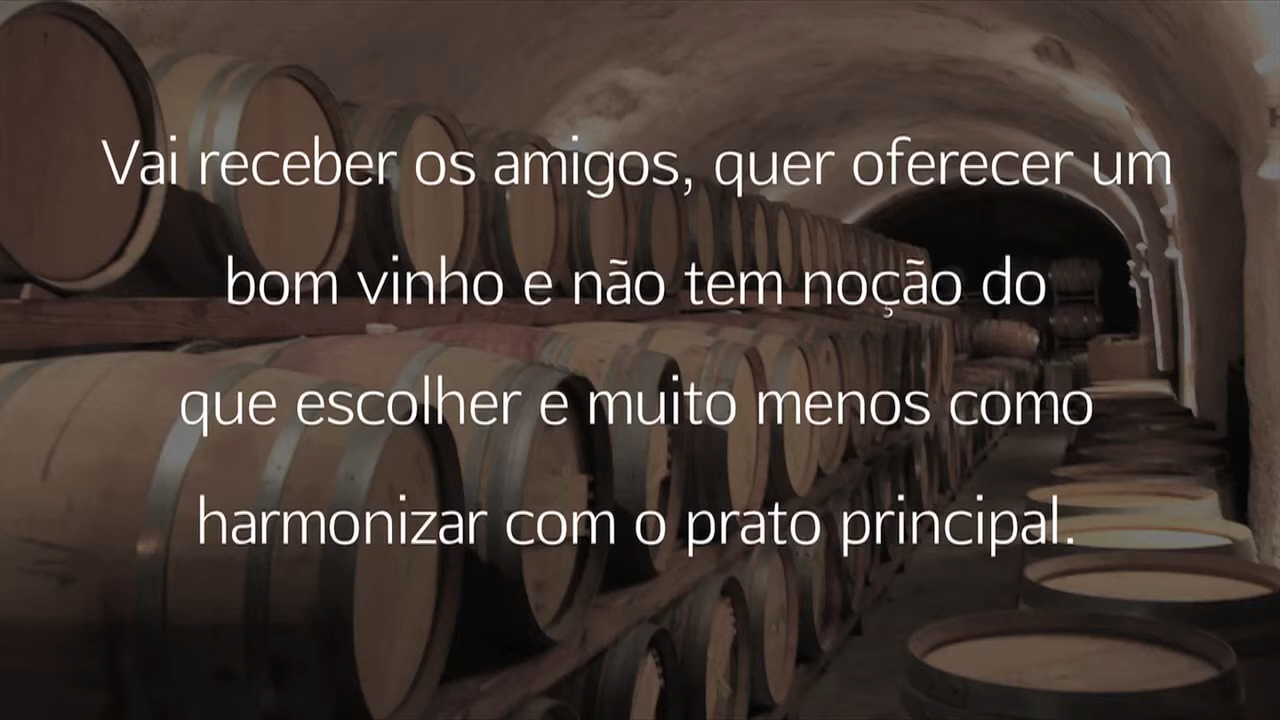 Vai receber os amigos, quer oferecer um
bom vinho e não tem noção do
que escolher e muito menos como
harmonizar com o prato principal.